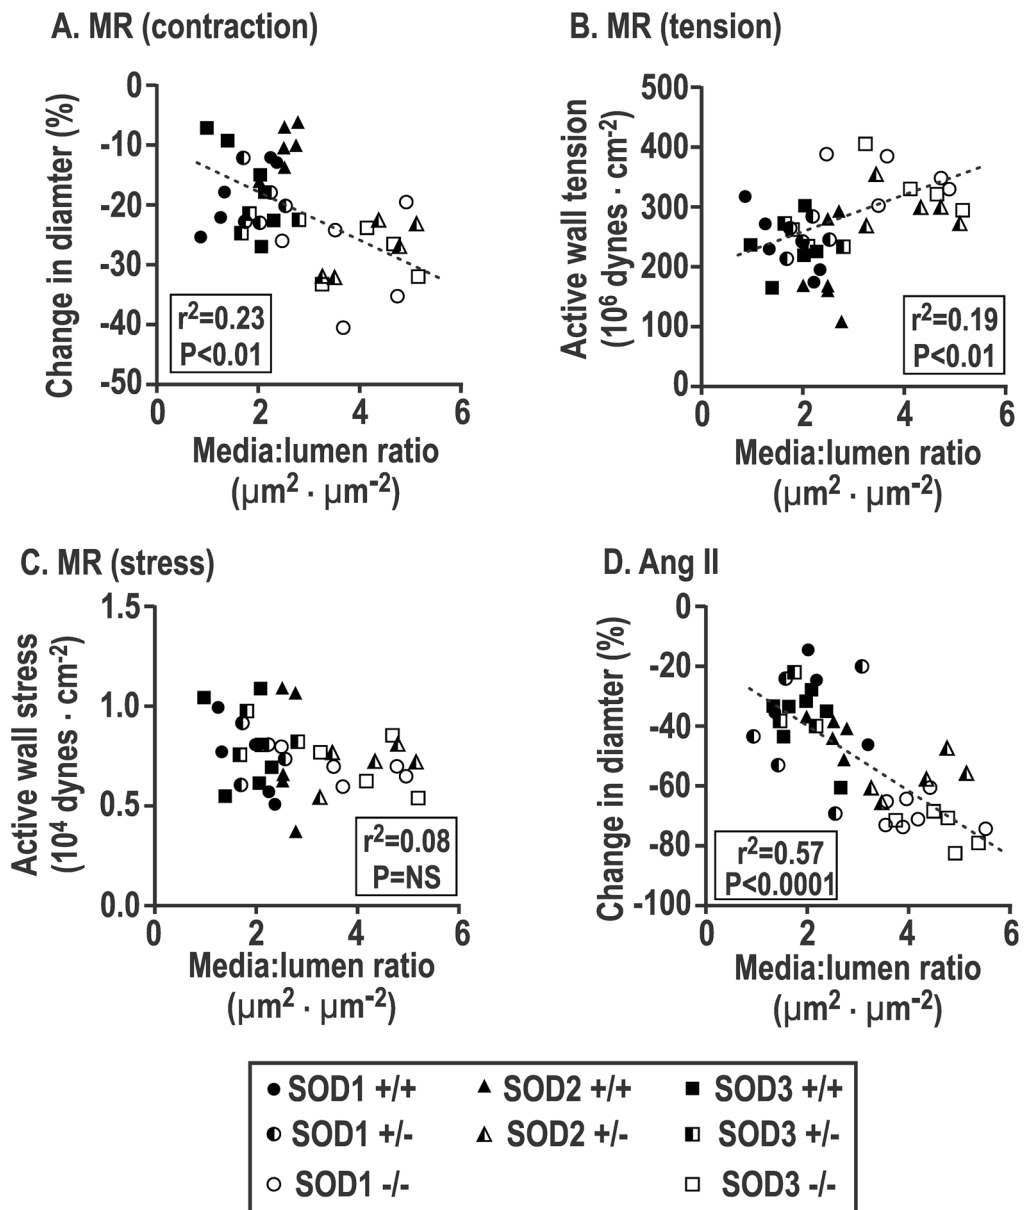 A. MR (contraction)
Change in diamter (%)
0
-10
-20
-30
-40
-50
r²=0.23
P<0.01
0 2 4 6
Media:lumen ratio
(µm² · µm⁻²)
B. MR (tension)
Active wall tension
(10⁶ dynes · cm⁻²)
500
400
300
200
100
0
r²=0.19
P<0.01
0 2 4 6
Media:lumen ratio
(µm² · µm⁻²)
C. MR (stress)
Active wall stress
(10⁴ dynes · cm⁻²)
1.5
1.0
0.5
0.0
r²=0.08
P=NS
0 2 4 6
Media:lumen ratio
(µm² · µm⁻²)
D. Ang II
Change in diamter (%)
0
-20
-40
-60
-80
-100
r²=0.57
P<0.0001
0 2 4 6
Media:lumen ratio
(µm² · µm⁻²)
SOD1 +/+ SOD2 +/+ SOD3 +/+
SOD1 +/- SOD2 +/- SOD3 +/-
SOD1 -/- SOD3 -/-